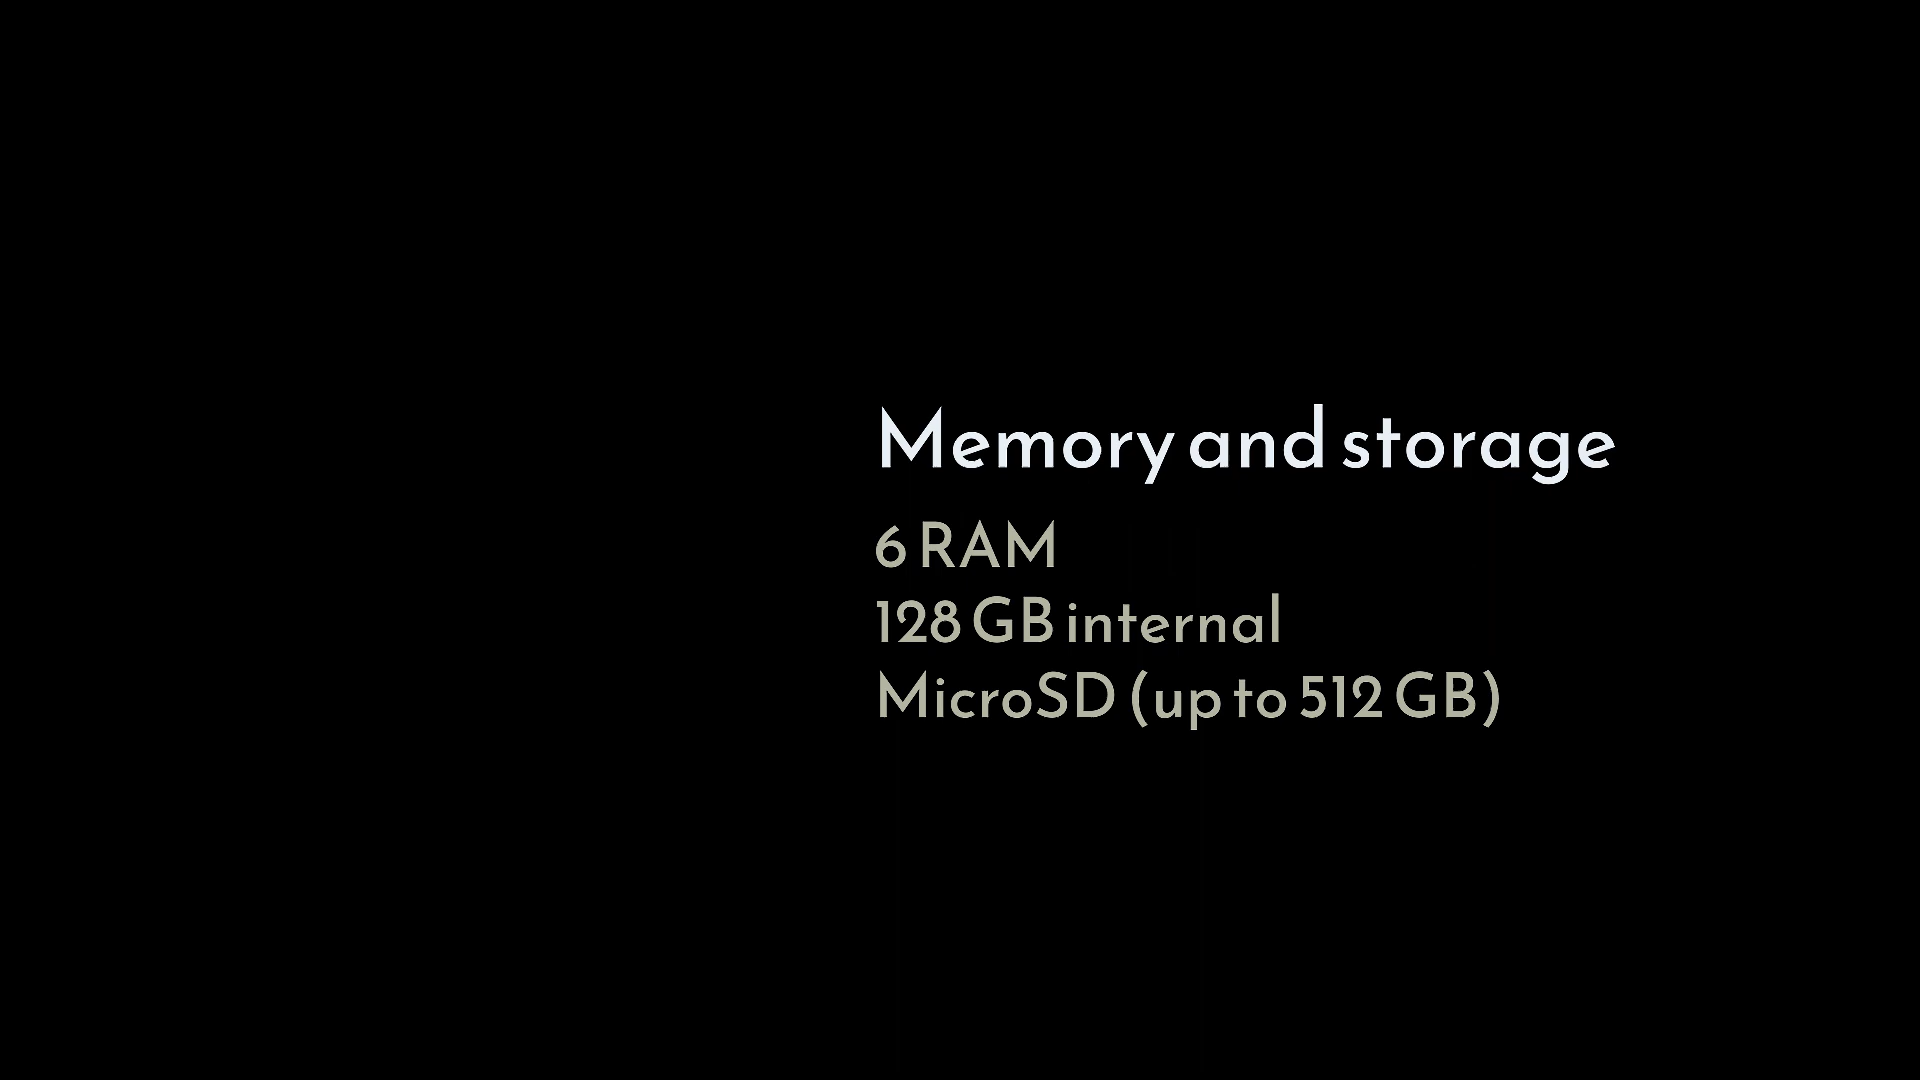 Memory and storage
6 RAM
128 GB internal
MicroSD (up to 512 GB)